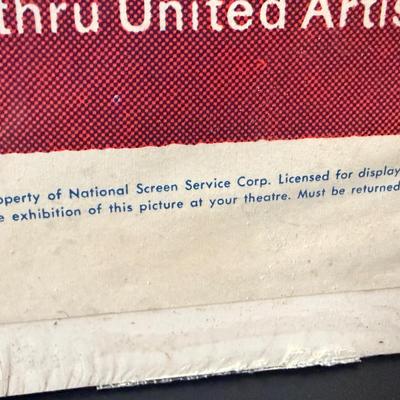 thru United Artis
operty of National Screen Service Corp. Licensed for display
e exhibition of this picture at your theatre. Must be returned